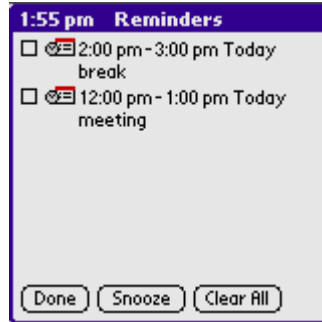 1:55 pm Reminders
2:00 pm - 3:00 pm Today
break
12:00 pm - 1:00 pm Today
meeting
Done Snooze Clear All